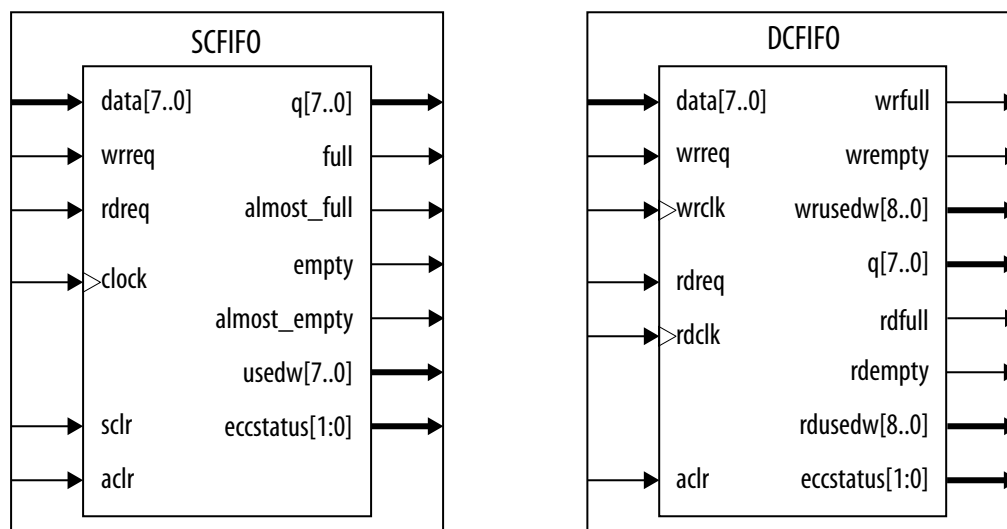 SCFIFO
data[7..0]
q[7..0]
wrreq
full
rdreq
almost_full
clock
empty
almost_empty
usedw[7..0]
sclr
eccstatus[1:0]
aclr
DCFIFO
data[7..0]
wrfull
wrreq
wrempty
wrclk
wrusedw[8..0]
rdreq
q[7..0]
rdclk
rdfull
rdempty
rdusedw[8..0]
aclr
eccstatus[1:0]